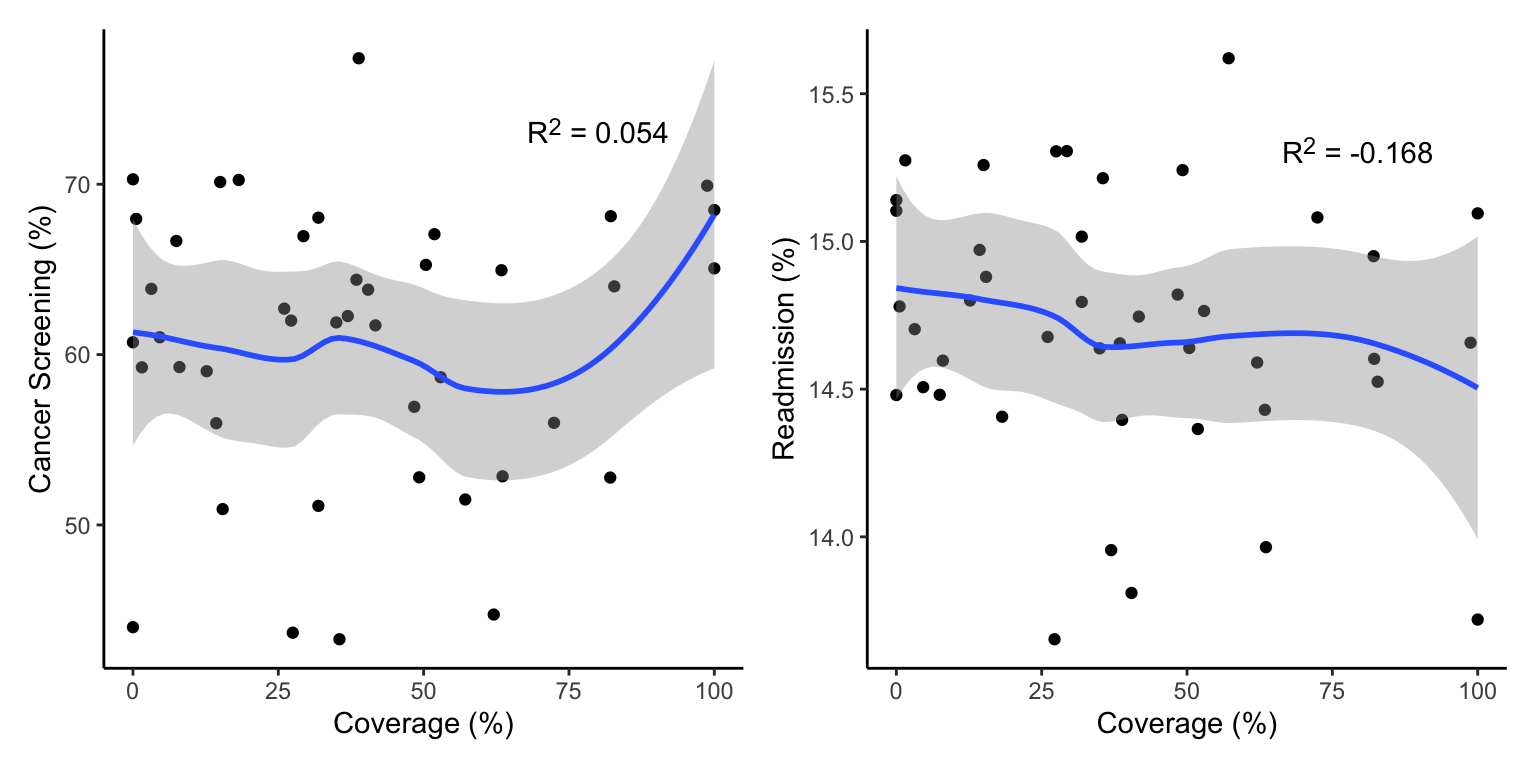 R2 = 0.054
70
60
50
Cancer Screening (%)
0 25 50 75 100
Coverage (%)
R2 = -0.168
15.5
15.0
14.5
14.0
Readmission (%)
0 25 50 75 100
Coverage (%)